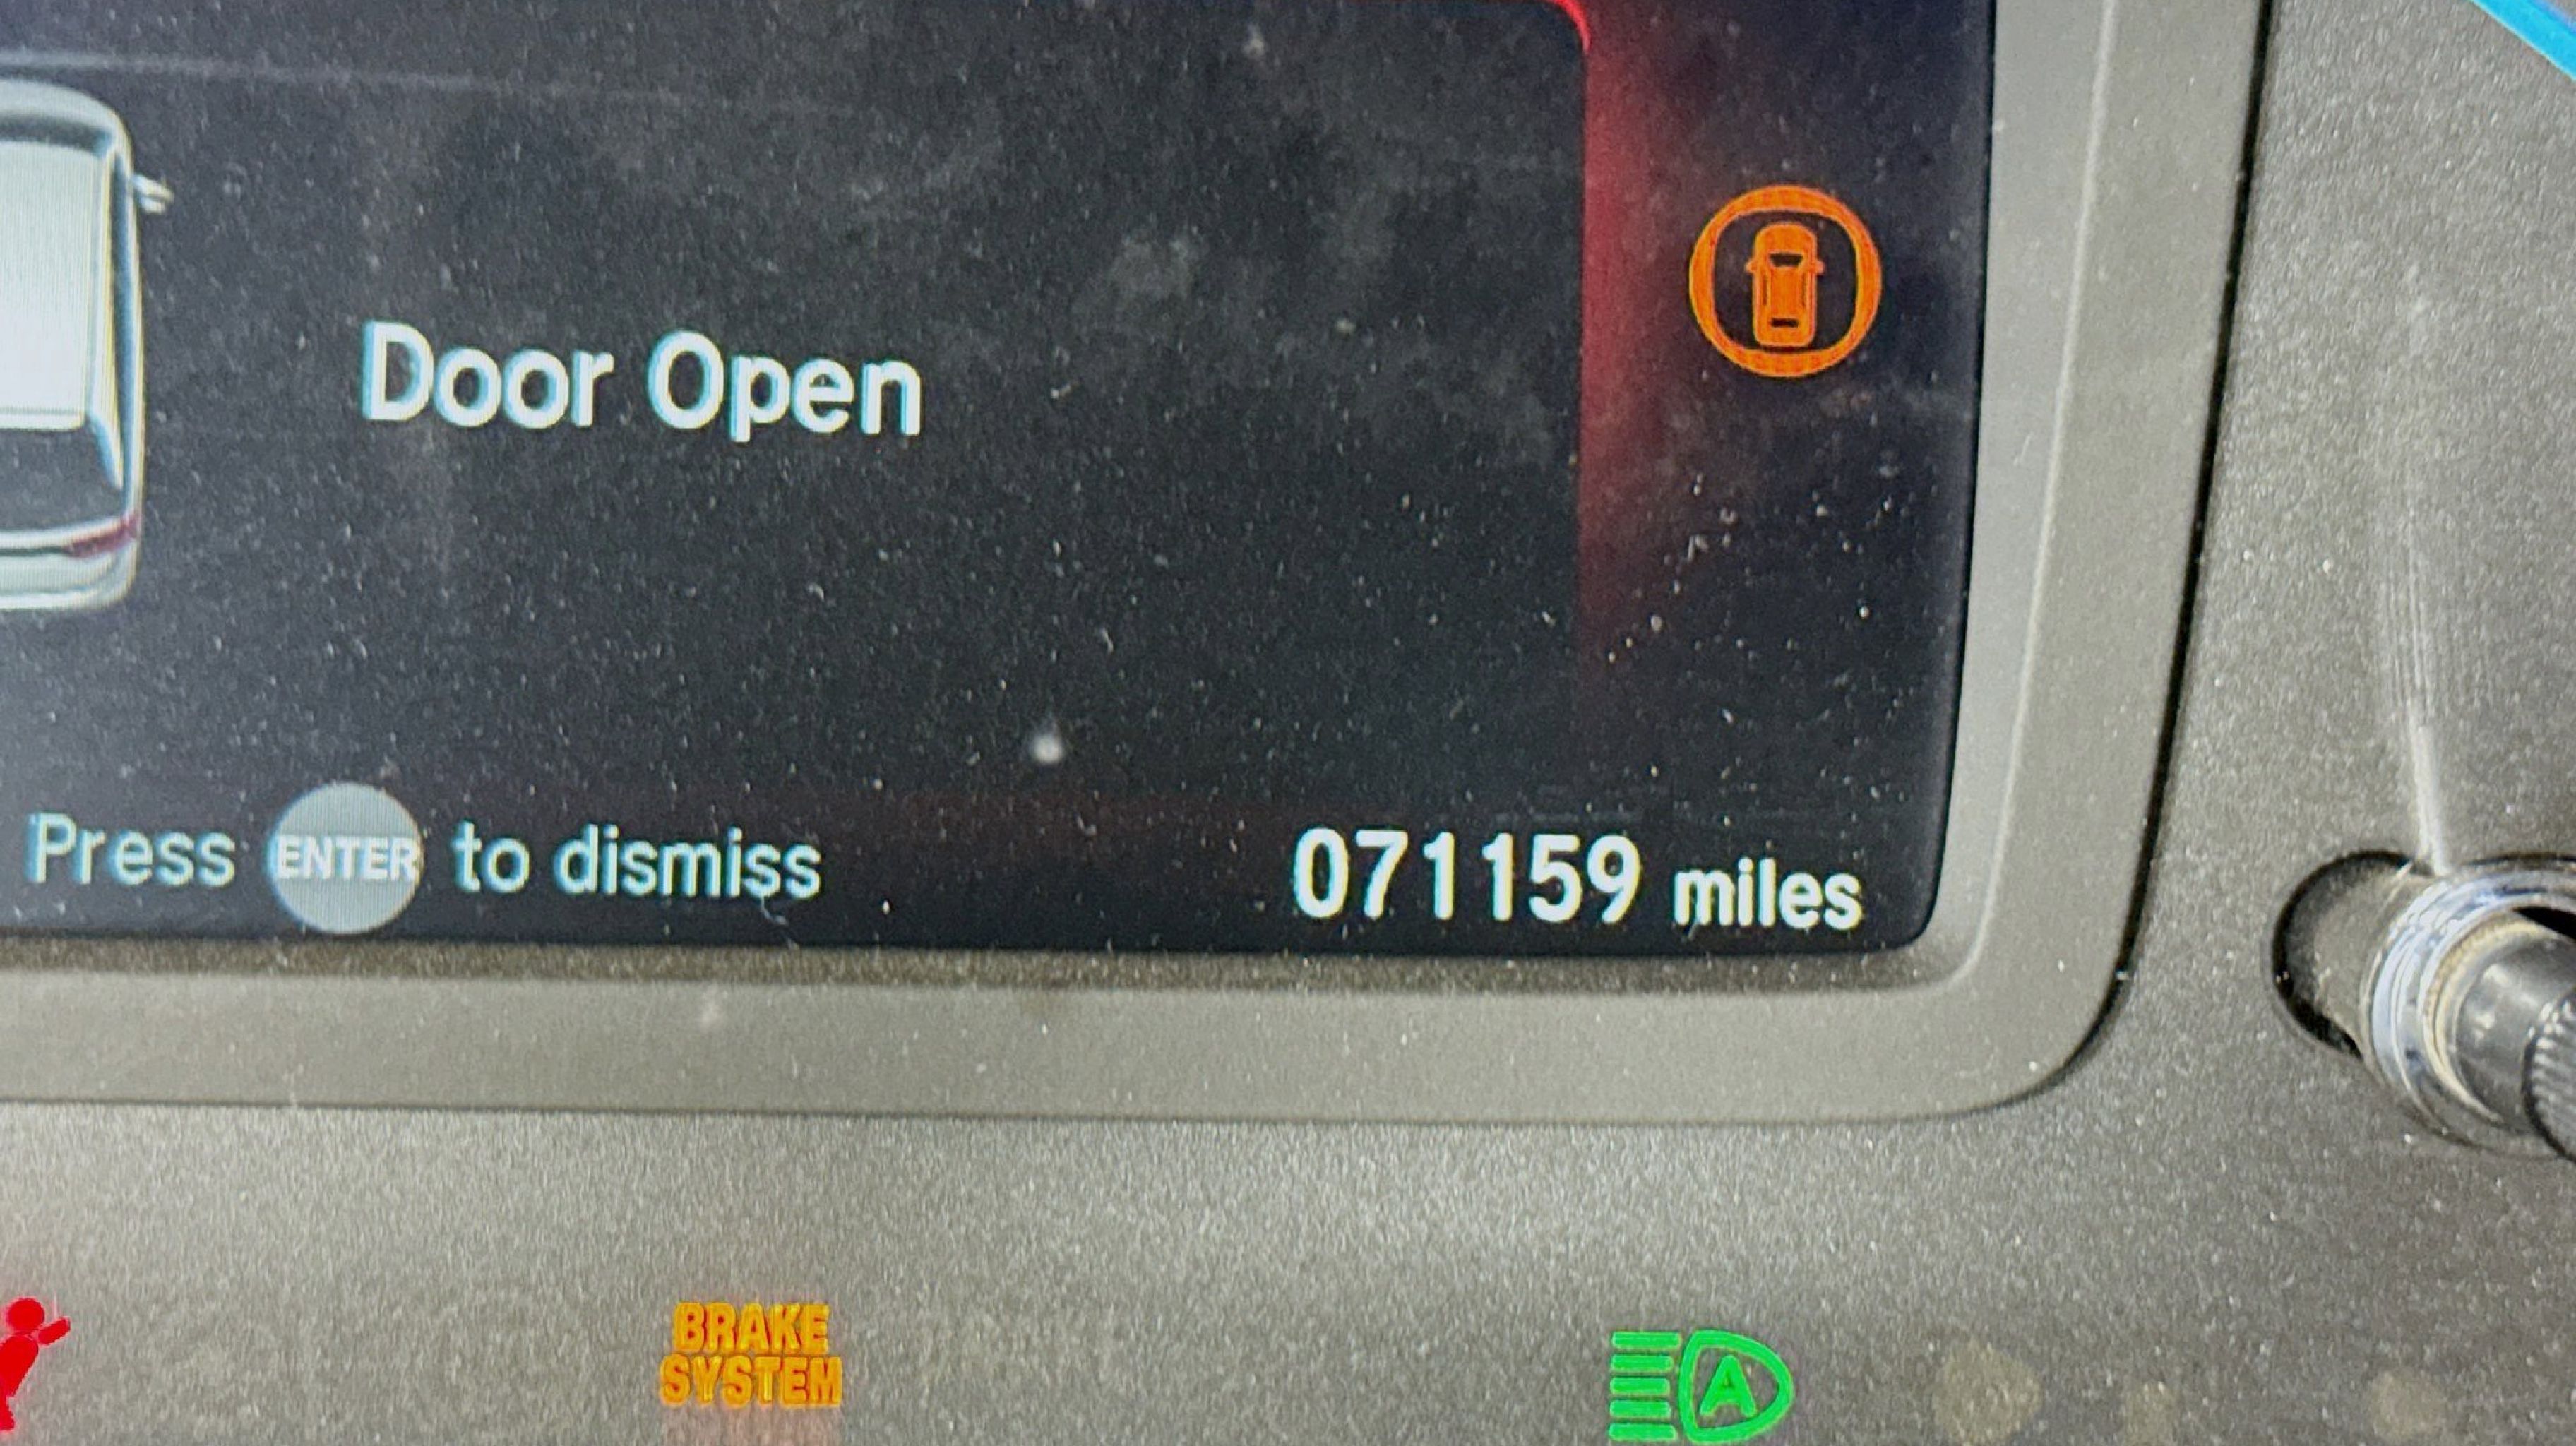 Door Open
Press ENTER to dismiss
071159 miles
BRAKE
SYSTEM
A